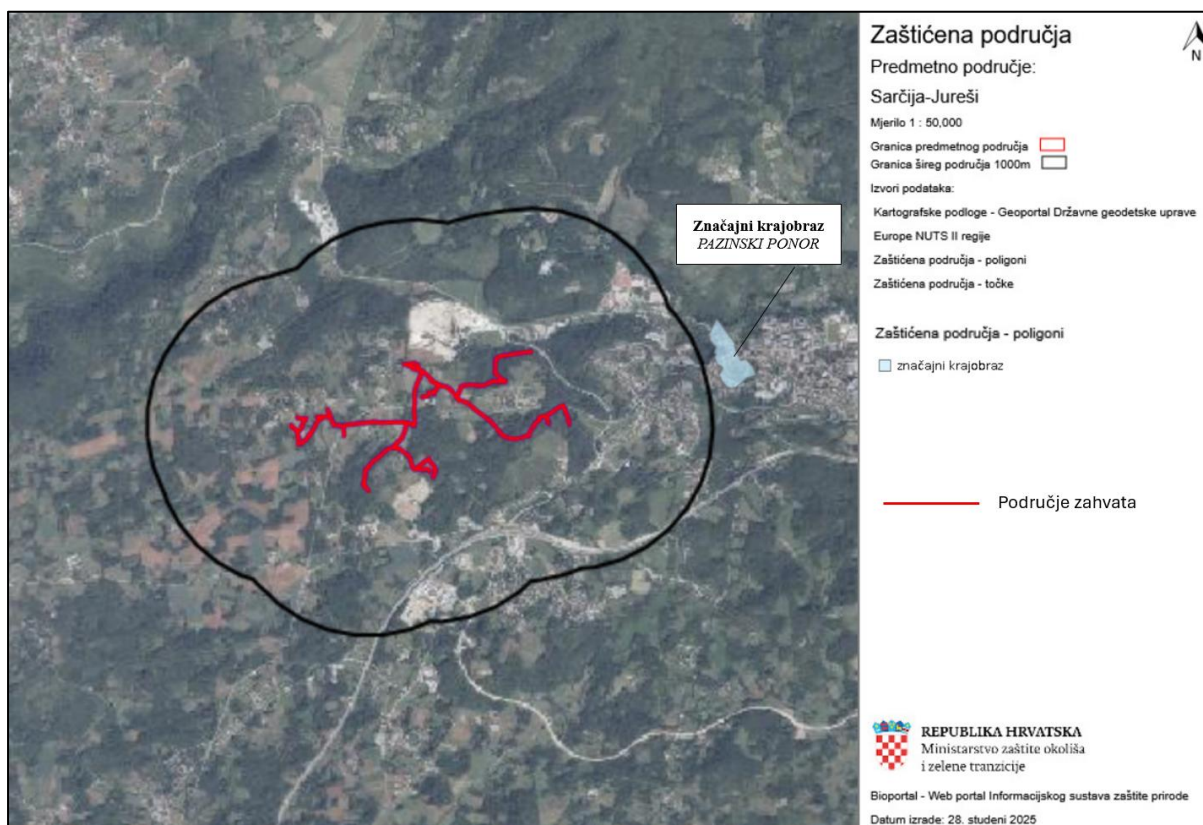 Zaštićena područja
N
Predmetno područje:
Sarčija-Jureši
Mjerilo 1 : 50,000
Granica predmetnog područja
Granica šireg područja 1000m
Izvori podataka:
Kartografske podloge - Geoportal Državne geodetske uprave
Europe NUTS II regije
Zaštićena područja - poligoni
Zaštićena područja - točke
Zaštićena područja - poligoni
značajni krajobraz
Značajni krajobraz
PAZINSKI PONOR
Područje zahvata
REPUBLIKA HRVATSKA
Ministarstvo zaštite okoliša
i zelene tranzicije
Bioportal - Web portal Informacijskog sustava zaštite prirode
Datum izrade: 28. studeni 2025